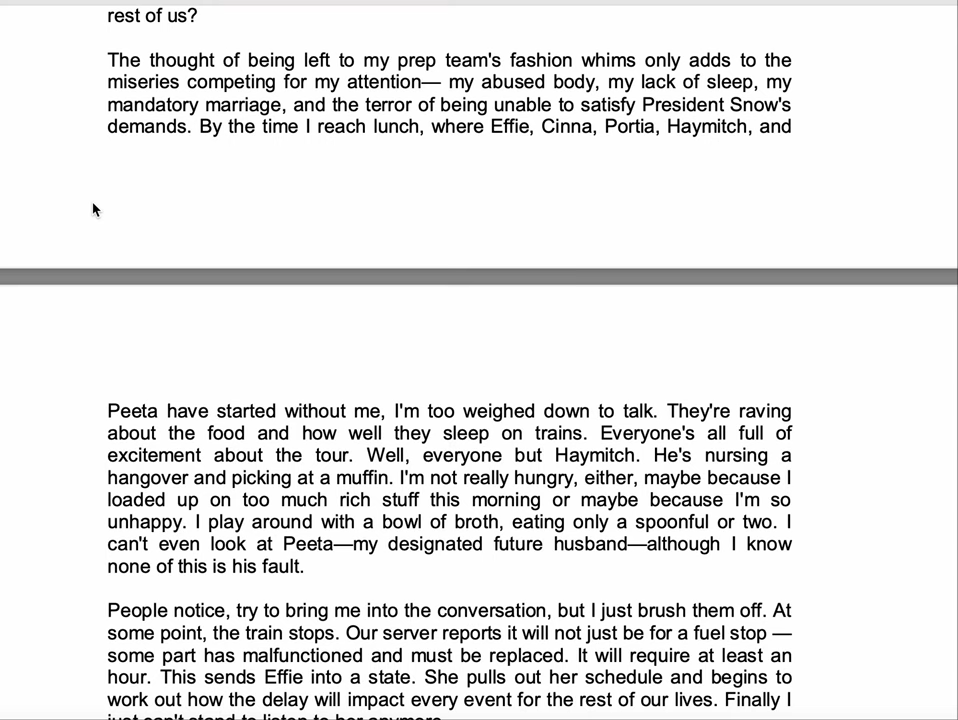 rest of us?
The thought of being left to my prep team's fashion whims only adds to the
miseries competing for my attention— my abused body, my lack of sleep, my
mandatory marriage, and the terror of being unable to satisfy President Snow's
demands. By the time I reach lunch, where Effie, Cinna, Portia, Haymitch, and
Peeta have started without me, I'm too weighed down to talk. They're raving
about the food and how well they sleep on trains. Everyone's all full of
excitement about the tour. Well, everyone but Haymitch. He's nursing a
hangover and picking at a muffin. I'm not really hungry, either, maybe because I
loaded up on too much rich stuff this morning or maybe because I'm so
unhappy. I play around with a bowl of broth, eating only a spoonful or two. I
can't even look at Peeta—my designated future husband—although I know
none of this is his fault.
People notice, try to bring me into the conversation, but I just brush them off. At
some point, the train stops. Our server reports it will not just be for a fuel stop —
some part has malfunctioned and must be replaced. It will require at least an
hour. This sends Effie into a state. She pulls out her schedule and begins to
work out how the delay will impact every event for the rest of our lives. Finally I
just can't stand to listen to her anymore.